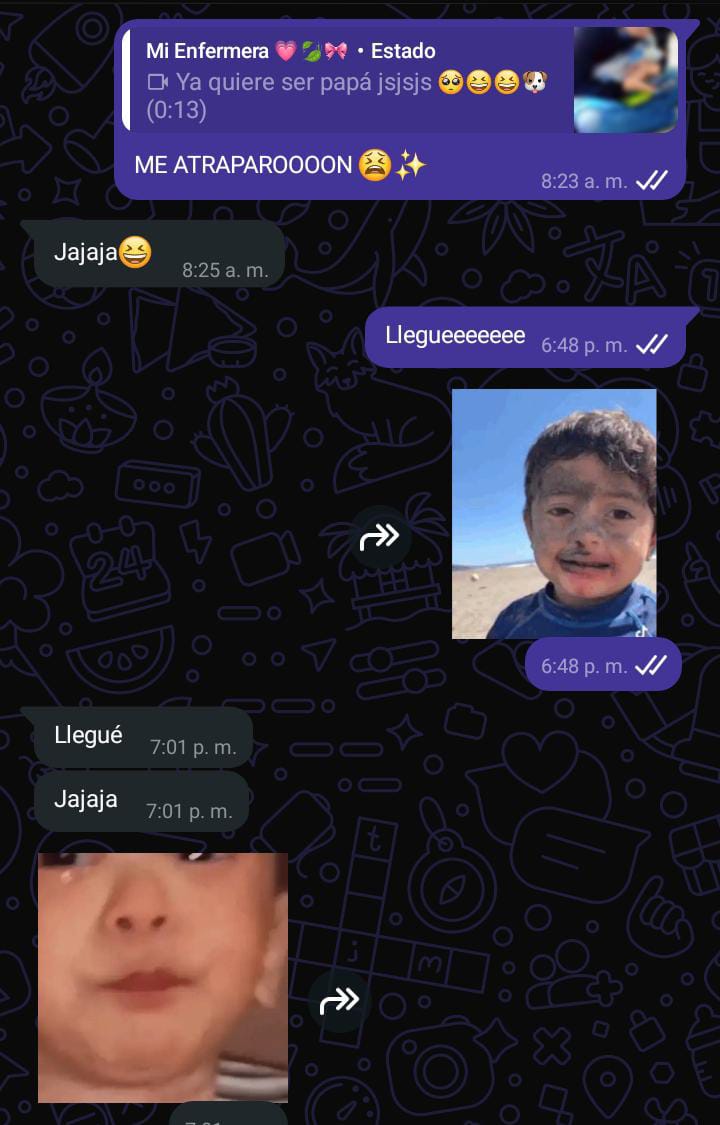 Mi Enfermera 💗🍃🎀 • Estado
Ya quiere ser papá jsjsjs 🥺😆😆🐶
(0:13)
ME ATRAPAROOOON 😫✨
8:23 a. m.
Jajaja😆
8:25 a. m.
Llegueeeeeee
6:48 p. m.
6:48 p. m.
Llegué
7:01 p. m.
Jajaja
7:01 p. m.